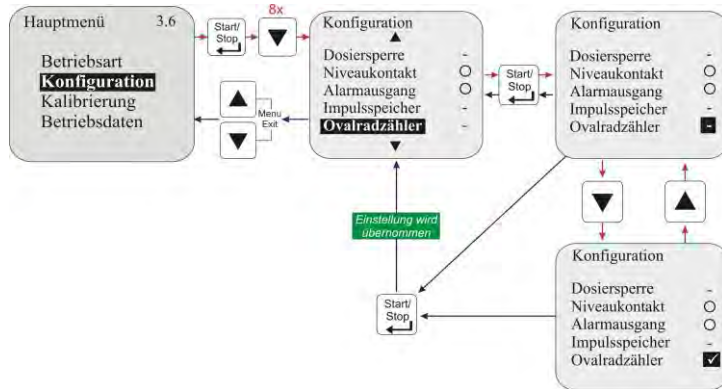 Hauptmenü 3.6
Betriebsart
Konfiguration
Kalibrierung
Betriebsdaten
Start/
Stop
8x
Menu
Exit
Konfiguration
Dosiersperre -
Niveaukontakt O
Alarmausgang O
Impulsspeicher -
Ovalradzähler -
Start/
Stop
Konfiguration
Dosiersperre -
Niveaukontakt O
Alarmausgang O
Impulsspeicher -
Ovalradzähler -
Einstellung wird
übernommen
Start/
Stop
Konfiguration
Dosiersperre -
Niveaukontakt O
Alarmausgang O
Impulsspeicher -
Ovalradzähler ✓